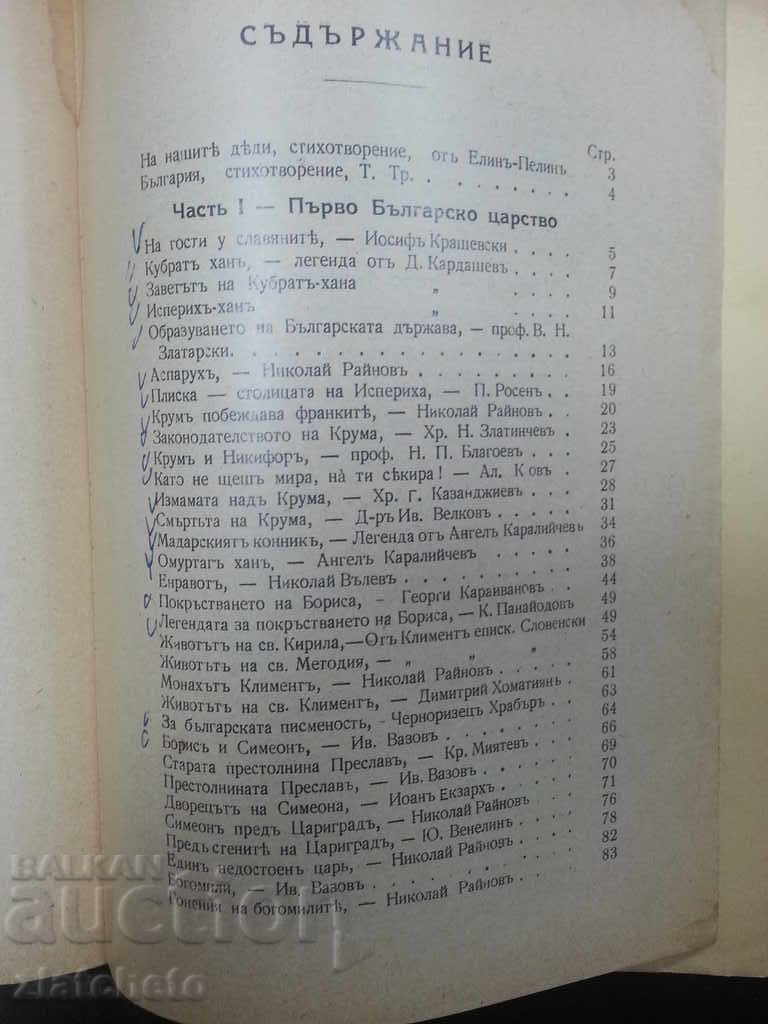 СЪДЪРЖАНИЕ
Стр.
На нашитѣ дѣди, стихотворение, отъ Елинъ-Пелинъ 3
България, стихотворение, Т. Тр. 4
Часть I — Първо Българско царство
На гости у славянитѣ, — Иосифъ Крашевски 5
Кубратъ ханъ, — легенда отъ Д. Кардашевъ 7
Заветътъ на Кубратъ-хана „ 9
Исперихъ-ханъ „ 11
Образуването на Българската държава, — проф. В. Н.
Златарски. 13
Аспарухъ, — Николай Райновъ 16
Плиска — столицата на Испериха, — П. Росенъ 19
Крумъ побеждава франкитѣ, — Николай Райновъ 20
Законодателството на Крума, — Хр. Н. Златинчевъ 23
Крумъ и Никифоръ, — проф. Н. П. Благоевъ 25
Като не щешъ мира, на̀ ти сѣкира! — Ал. К овъ 27
Измамата надъ Крума, — Хр. Г. Казанджиевъ 28
Смъртьта на Крума, — Д-ръ Ив. Велковъ 31
Мадарскиятъ конникъ, — Легенда отъ Ангелъ Каралийчевъ 34
Омуртагъ ханъ, — Ангелъ Каралийчевъ 36
Енравотъ, — Николай Вълевъ 38
Покръстването на Бориса, - Георги Караивановъ 44
Легендата за покръстването на Бориса, — К. Панайодовъ 49
Животътъ на св. Кирила,—Отъ Климентъ еписк. Словенски 49
Животътъ на св. Методия, — „ „ „ 54
Монахътъ Климентъ, — Николай Райновъ 58
Животътъ на св. Климентъ, — Димитрий Хоматиянъ 61
За българската писменость, - Черноризецъ Храбъръ 63
Борисъ и Симеонъ, — Ив. Вазовъ 64
Старата престолнина Преславъ, — Кр. Миятевъ 66
Престолнината Преславъ, — Ив. Вазовъ 69
Дворецътъ на Симеона, — Иоанъ Екзархъ 70
Симеонъ предъ Цариградъ, — Николай Райновъ 71
Предъ стенитѣ на Цариградъ, — Ю. Венелинъ 76
Единъ недостоенъ царь, — Николай Райновъ 78
Богомили, — Ив. Вазовъ 82
Гонения на богомилитѣ, — Николай Райновъ 83
BALKAN
auction
zlatcheto